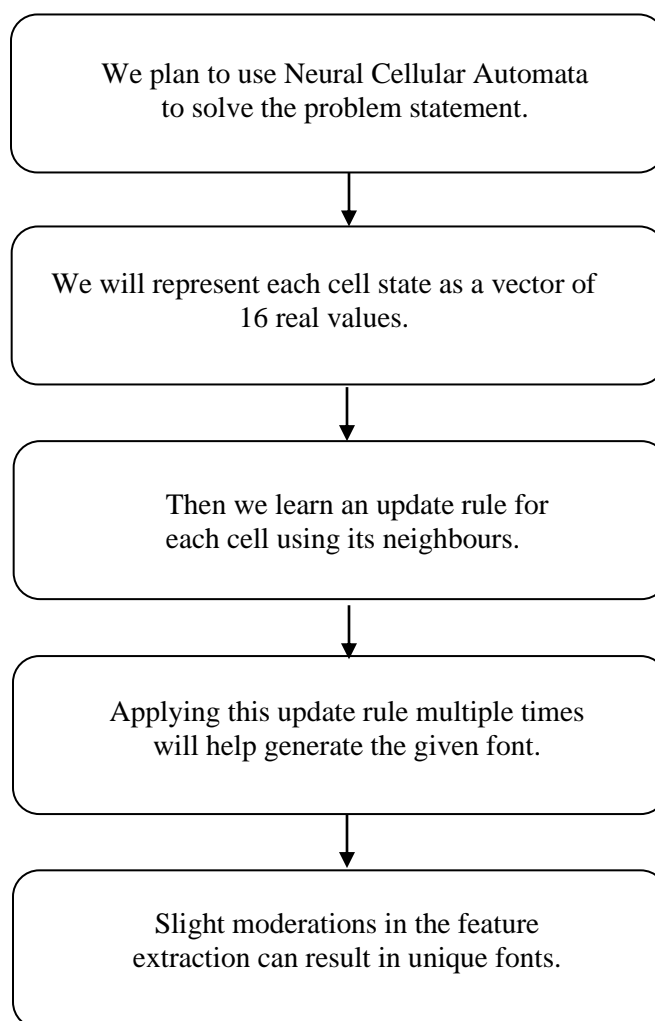 We plan to use Neural Cellular Automata
to solve the problem statement.
We will represent each cell state as a vector of
16 real values.
Then we learn an update rule for
each cell using its neighbours.
Applying this update rule multiple times
will help generate the given font.
Slight moderations in the feature
extraction can result in unique fonts.